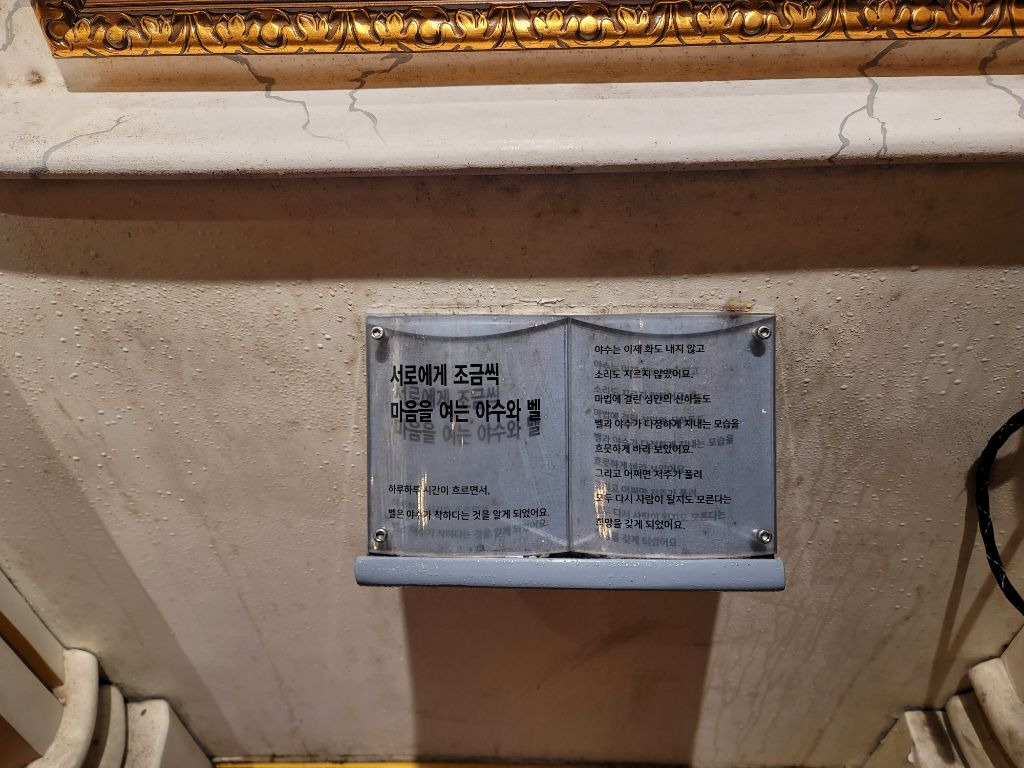 서로에게 조금씩
마음을 여는 야수와 벨
하루하루 시간이 흐르면서,
벨은 야수가 착하다는 것을 알게 되었어요.
야수는 이제 화도 내지 않고
소리도 지르지 않았어요.
마법에 걸린 성안의 신하들도
벨과 야수가 다정하게 지내는 모습을
흐뭇하게 바라 보았어요.
그리고 어쩌면 저주가 풀려
모두 다시 사람이 될지도 모른다는
희망을 갖게 되었어요.